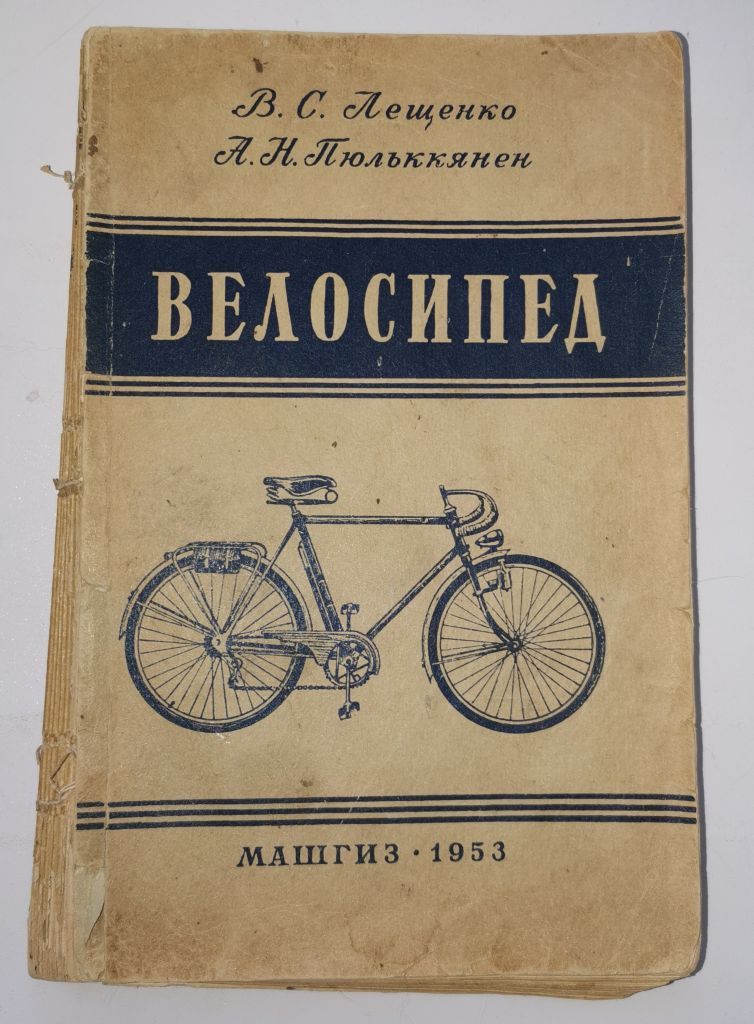 В. С. Лещенко
А. Н. Пюльккянен
ВЕЛОСИПЕД
МАШГИЗ · 1953